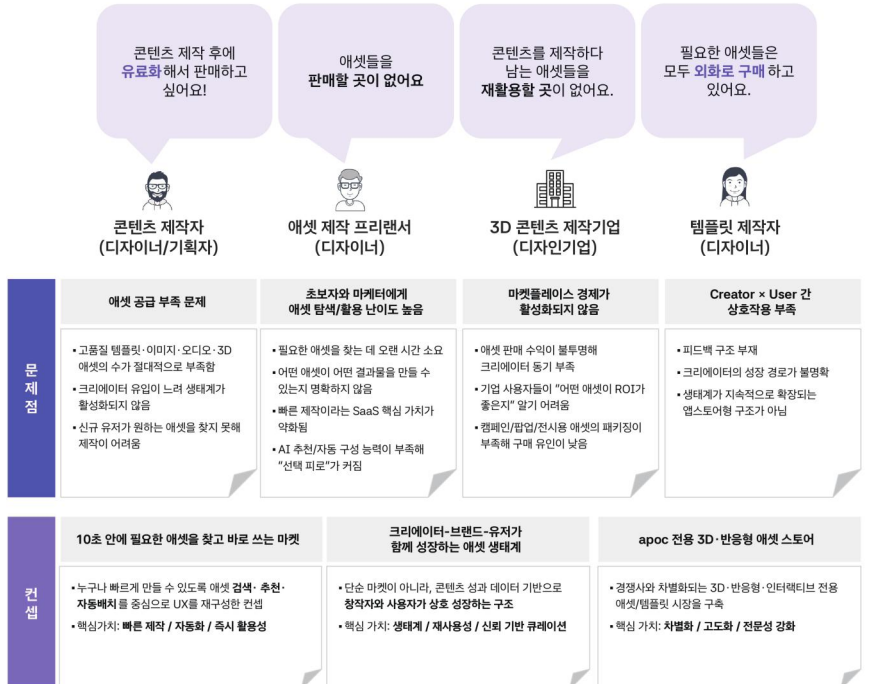 콘텐츠 제작 후에
유료화해서 판매하고
싶어요!
애셋들을
판매할 곳이 없어요
콘텐츠를 제작하다
남는 애셋들을
재활용할 곳이 없어요.
필요한 애셋들은
모두 외화로 구매하고
있어요.
콘텐츠 제작자
(디자이너/기획자)
애셋 제작 프리랜서
(디자이너)
3D 콘텐츠 제작기업
(디자인기업)
템플릿 제작자
(디자이너)
문제점
애셋 공급 부족 문제
▪ 고품질 템플릿·이미지·오디오·3D
애셋의 수가 절대적으로 부족함
▪ 크리에이터 유입이 느려 생태계가
활성화되지 않음
▪ 신규 유저가 원하는 애셋을 찾지 못해
제작이 어려움
초보자와 마케터에게
애셋 탐색/활용 난이도 높음
▪ 필요한 애셋을 찾는 데 오랜 시간 소요
▪ 어떤 애셋이 어떤 결과물을 만들 수
있는지 명확하지 않음
▪ 빠른 제작이라는 SaaS 핵심 가치가
약화됨
▪ AI 추천/자동 구성 능력이 부족해
“선택 피로”가 커짐
마켓플레이스 경제가
활성화되지 않음
▪ 애셋 판매 수익이 불투명해
크리에이터 동기 부족
▪ 기업 사용자들이 “어떤 애셋이 ROI가
좋은지” 알기 어려움
▪ 캠페인/팝업/전시용 애셋의 패키징이
부족해 구매 유인이 낮음
Creator × User 간
상호작용 부족
▪ 피드백 구조 부재
▪ 크리에이터의 성장 경로가 불명확
▪ 생태계가 지속적으로 확장되는
앱스토어형 구조가 아님
컨셉
10초 안에 필요한 애셋을 찾고 바로 쓰는 마켓
▪ 누구나 빠르게 만들 수 있도록 애셋 검색· 추천·
자동배치를 중심으로 UX를 재구성한 컨셉
▪ 핵심가치: 빠른 제작 / 자동화 / 즉시 활용성
크리에이터-브랜드-유저가
함께 성장하는 애셋 생태계
▪ 단순 마켓이 아니라, 콘텐츠 성과 데이터 기반으로
창작자와 사용자가 상호 성장하는 구조
▪ 핵심 가치: 생태계 / 재사용성 / 신뢰 기반 큐레이션
apoc 전용 3D·반응형 애셋 스토어
▪ 경쟁사와 차별화되는 3D·반응형·인터랙티브 전용
애셋/템플릿 시장을 구축
▪ 핵심 가치: 차별화 / 고도화 / 전문성 강화